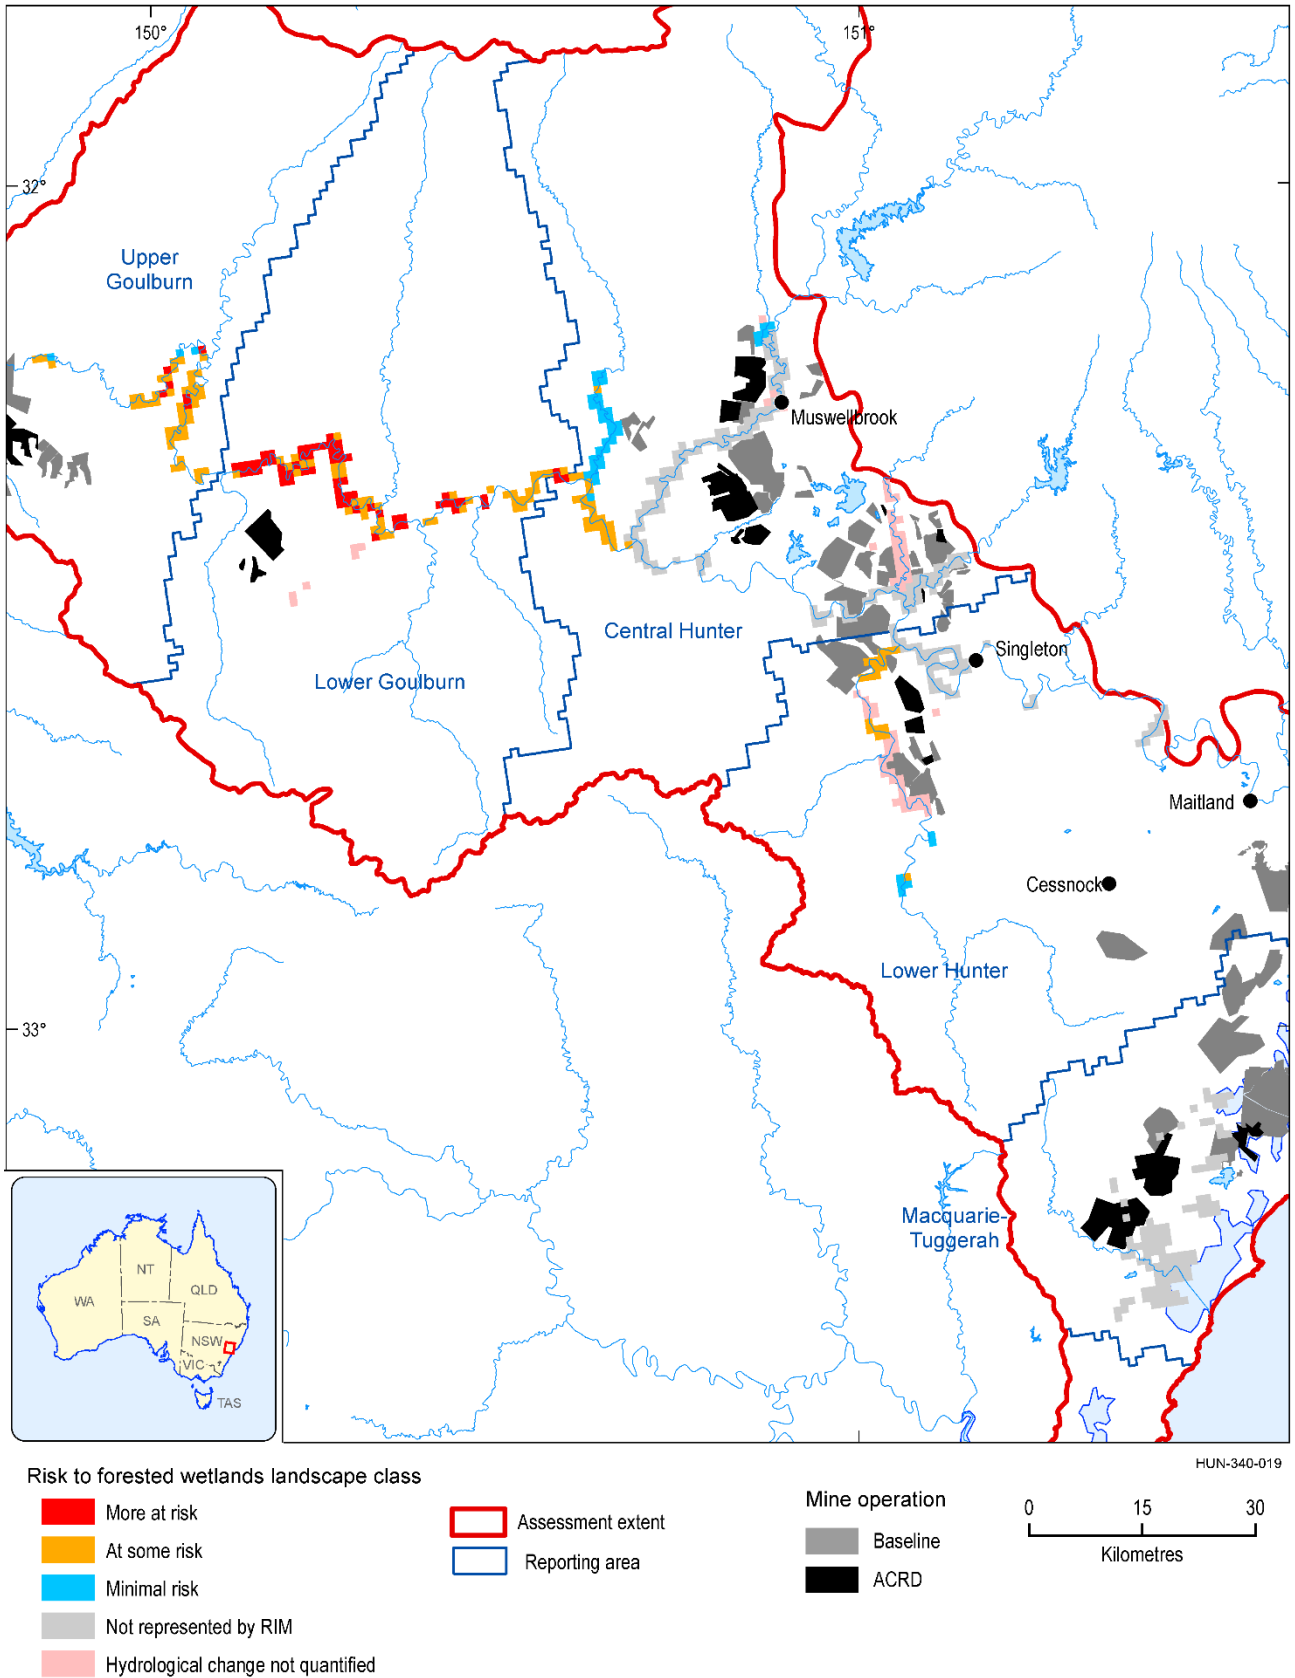 150°
151°
32°
Upper
Goulburn
Muswellbrook
Central Hunter
Singleton
Lower Goulburn
Maitland
Cessnock
Lower Hunter
33°
Macquarie-
Tuggerah
NT
QLD
WA
SA
NSW
VIC
TAS
HUN-340-019
Risk to forested wetlands landscape class
More at risk
At some risk
Minimal risk
Not represented by RIM
Hydrological change not quantified
Assessment extent
Reporting area
Mine operation
Baseline
ACRD
0 15 30
Kilometres